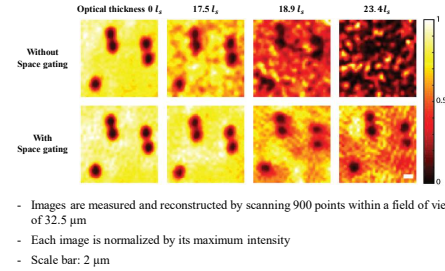 Optical thickness 0 lₛ 17.5 lₛ 18.9 lₛ 23.4 lₛ
Without
Space gating
With
Space gating
1
0.5
0
- Images are measured and reconstructed by scanning 900 points within a field of vie
of 32.5 μm
- Each image is normalized by its maximum intensity
- Scale bar: 2 μm